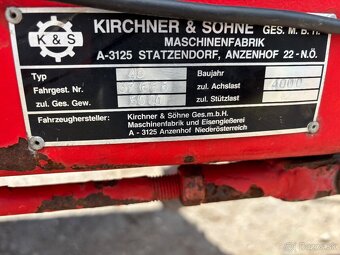 KIRCHNER & SÖHNE GES. M. B. H.
MASCHINENFABRIK
K & S
A-3125 STATZENDORF, ANZENHOF 22 - N.Ö.
Typ
Baujahr
Fahrgest. Nr.
zul. Achslast 4000
zul. Ges. Gew.
zul. Stützlast
Fahrzeughersteller:
Kirchner & Söhne Ges.m.b.H.
Maschinenfabrik und Eisengießerei
A - 3125 Anzenhof Niederösterreich